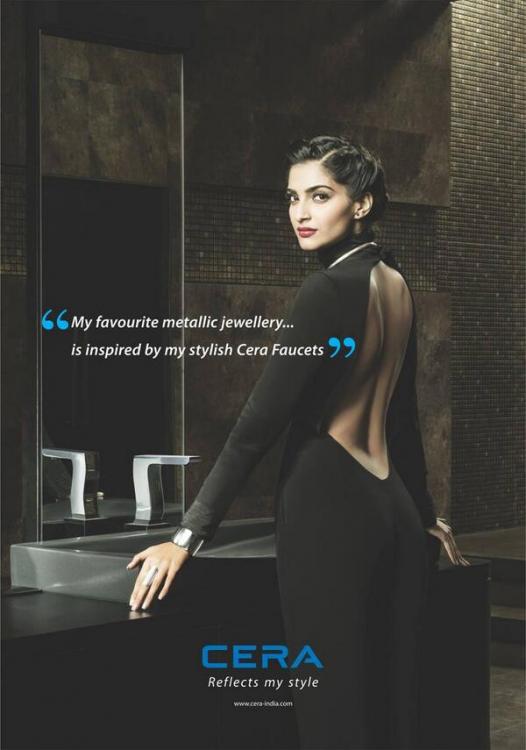 “My favourite metallic jewellery...
is inspired by my stylish Cera Faucets”
CERA
Reflects my style
www.cera-india.com